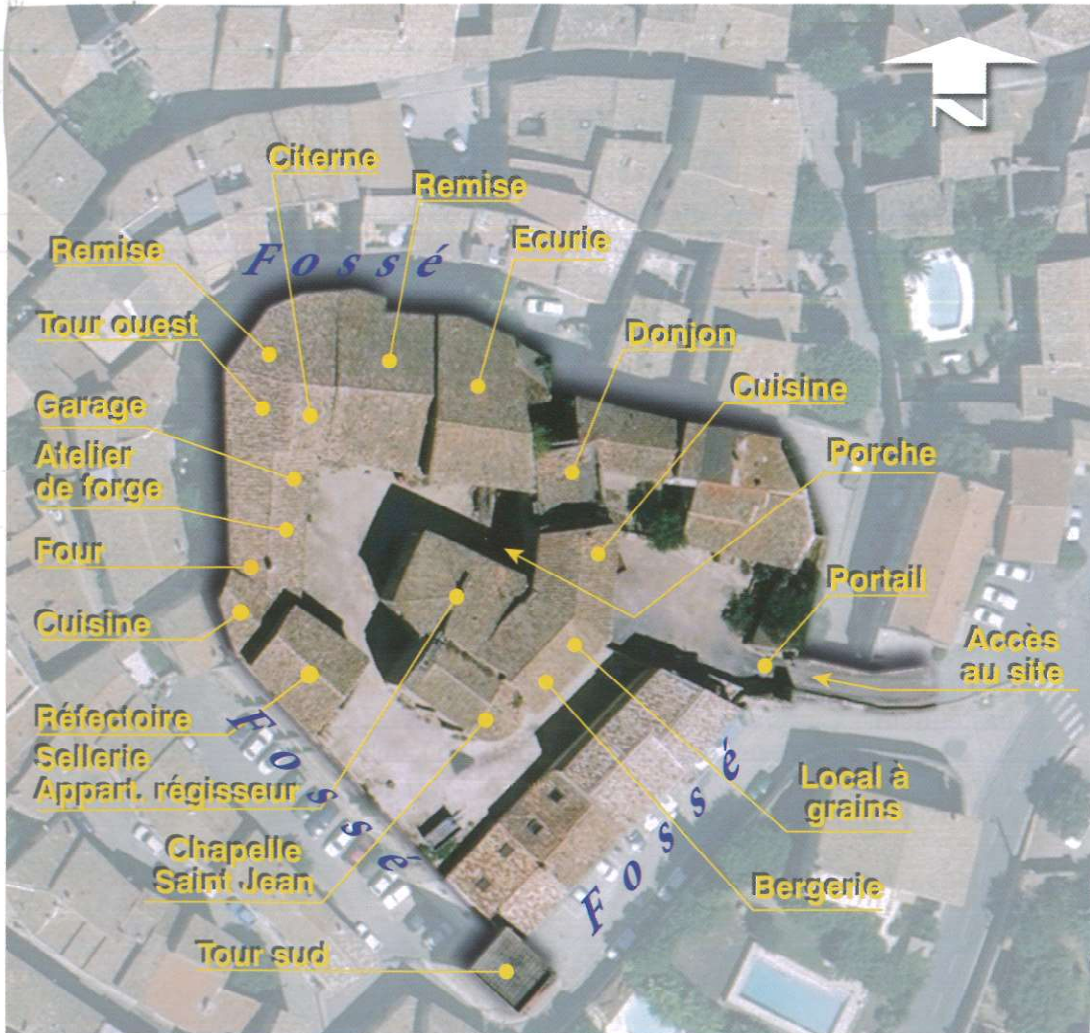 N
Citerne
Remise
Ecurie
Remise
Fossé
Tour ouest
Donjon
Cuisine
Garage
Porche
Atelier
de forge
Four
Portail
Cuisine
Accès
au site
Réfectoire
Fossé
Sellerie
Appart. régisseur
Fossé
Local à
grains
Chapelle
Saint Jean
Bergerie
Tour sud